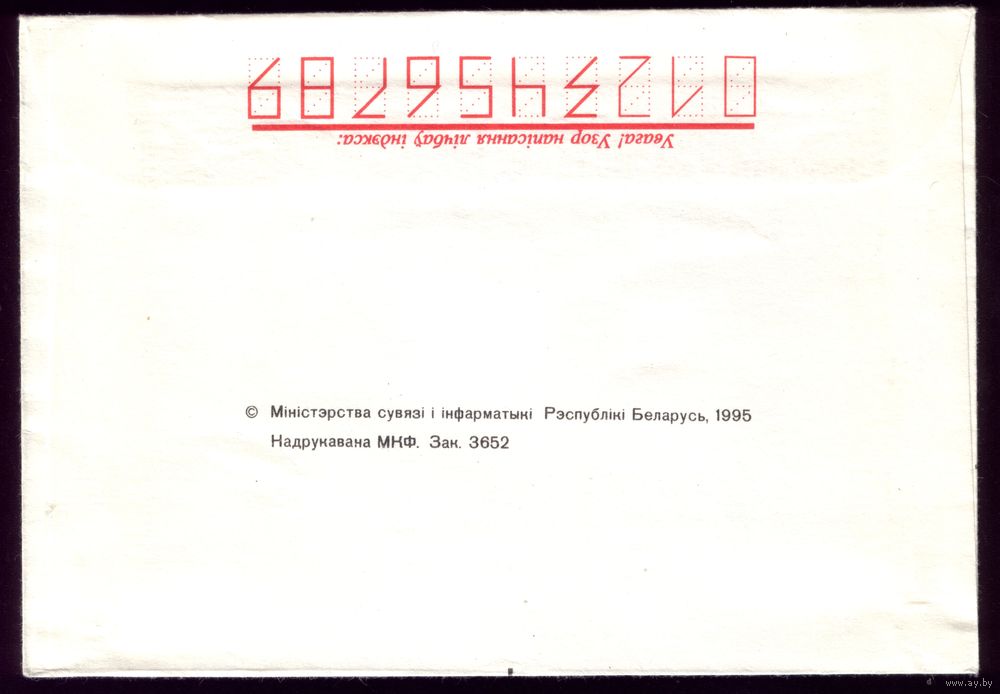 Увага! Узор напісання лічбаў індэкса:
0123456789
© Міністэрства сувязі і інфарматыкі Рэспублікі Беларусь, 1995
Надрукавана МКФ. Зак. 3652
www.ay.by